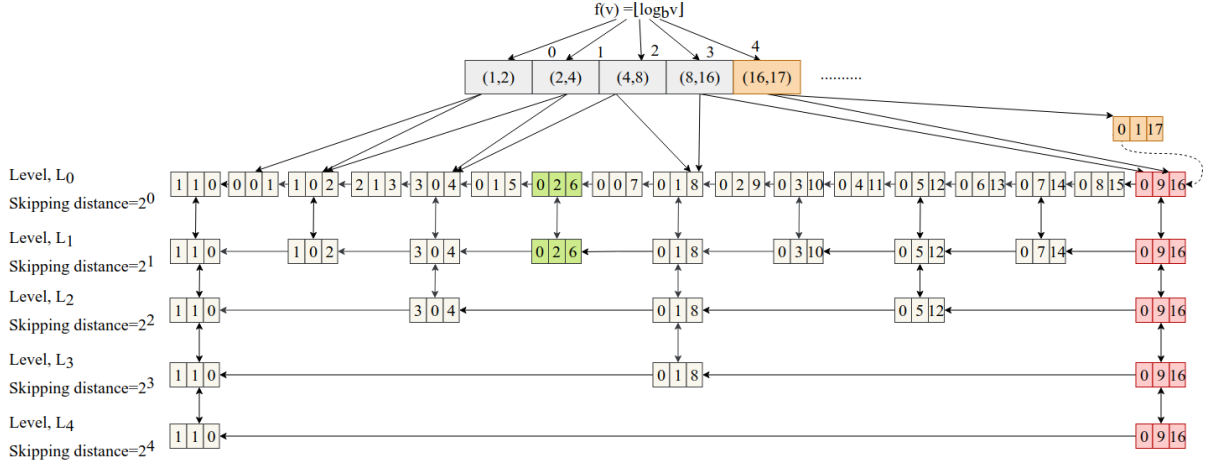 f(v) =⌊log_b v⌋
0 1 2 3 4
(1,2) (2,4) (4,8) (8,16) (16,17) ..........
0 1 17
Level, L0
1 1 0 0 0 1 1 0 2 2 1 3 3 0 4 0 1 5 0 2 6 0 0 7 0 1 8 0 2 9 0 3 10 0 4 11 0 5 12 0 6 13 0 7 14 0 8 15 0 9 16
Skipping distance=2^0
Level, L1
1 1 0 1 0 2 3 0 4 0 2 6 0 1 8 0 3 10 0 5 12 0 7 14 0 9 16
Skipping distance=2^1
Level, L2
1 1 0 3 0 4 0 1 8 0 5 12 0 9 16
Skipping distance=2^2
Level, L3
1 1 0 0 1 8 0 9 16
Skipping distance=2^3
Level, L4
1 1 0 0 9 16
Skipping distance=2^4